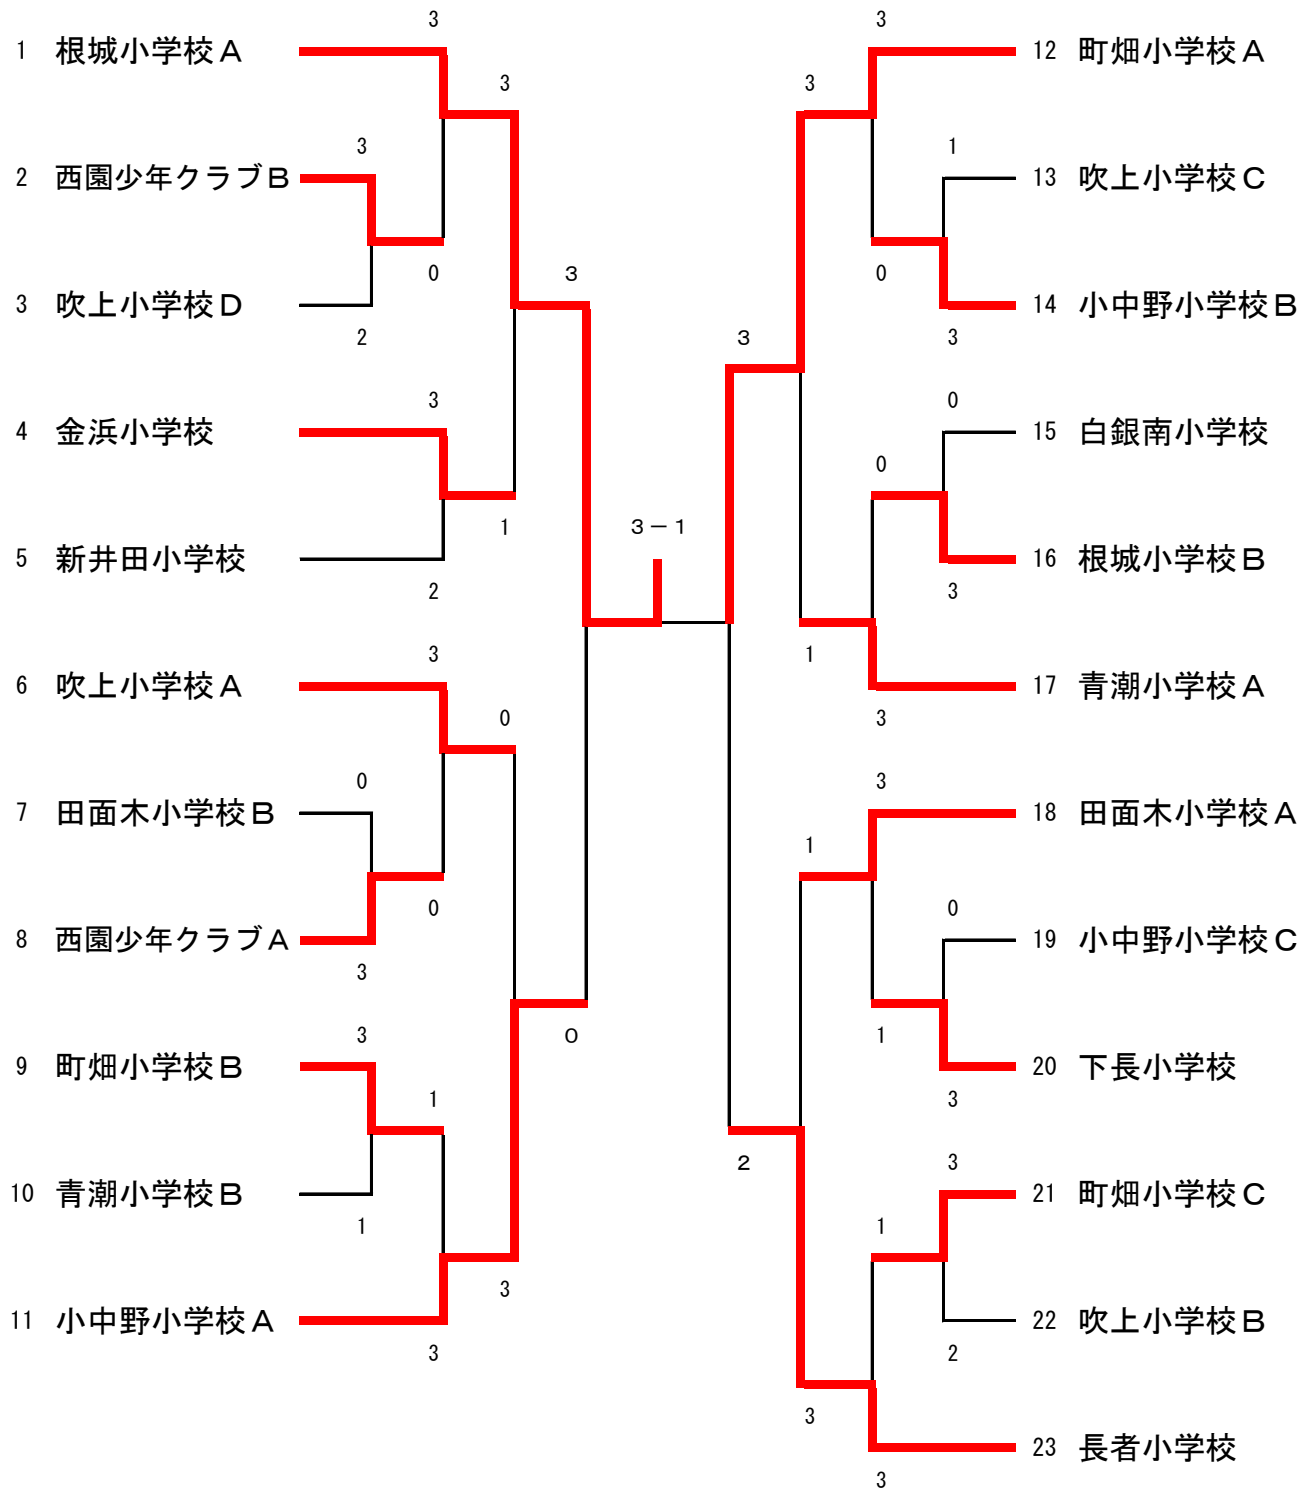 3
1 根城小学校A
3
3
2 西園少年クラブB
0
3 吹上小学校D
2
3
4 金浜小学校
1
5 新井田小学校
2
3
3
6 吹上小学校A
0
0
7 田面木小学校B
0
8 西園少年クラブA
3
3
9 町畑小学校B
1
10 青潮小学校B
1
3
11 小中野小学校A
3
0
3-1
3
12 町畑小学校A
3
1
13 吹上小学校C
0
14 小中野小学校B
3
3
0
15 白銀南小学校
0
16 根城小学校B
3
1
17 青潮小学校A
3
3
18 田面木小学校A
1
0
19 小中野小学校C
1
20 下長小学校
3
2
3
21 町畑小学校C
1
22 吹上小学校B
2
3
23 長者小学校
3